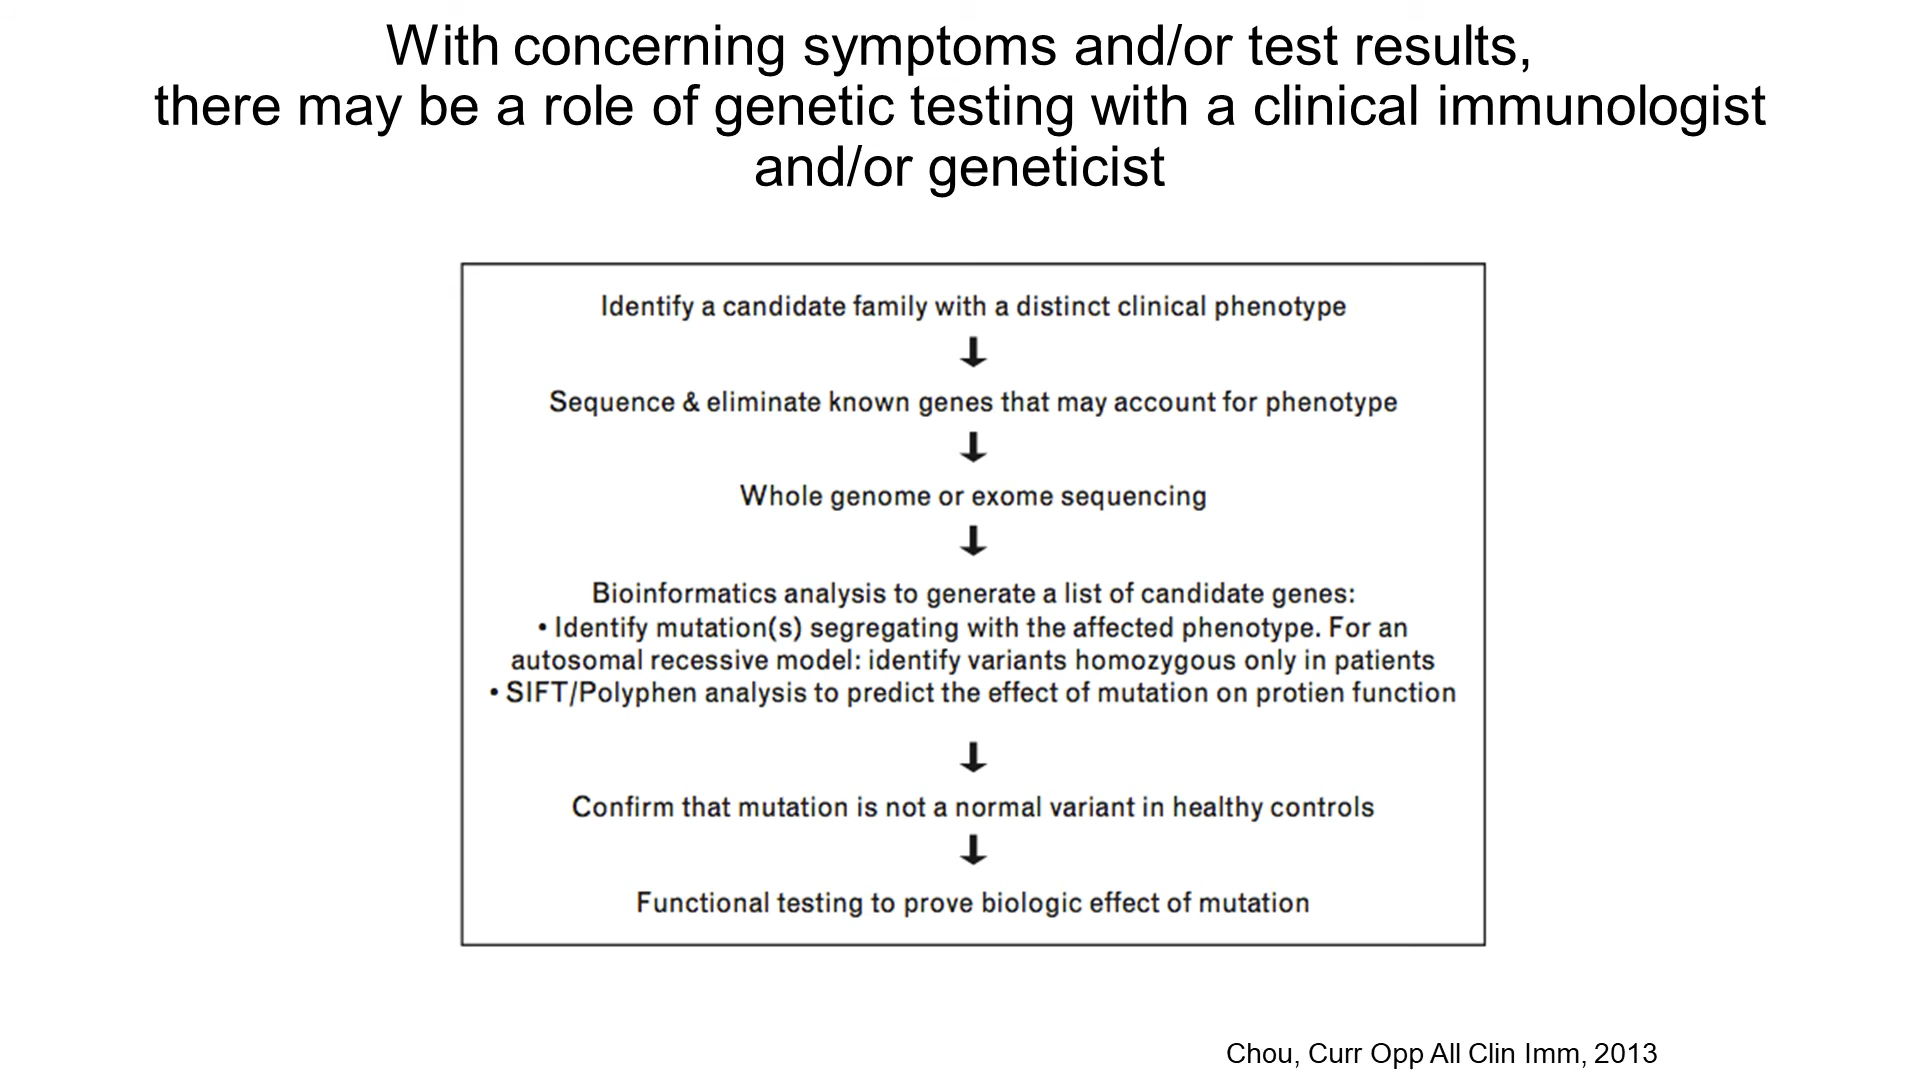 With concerning symptoms and/or test results,
there may be a role of genetic testing with a clinical immunologist
and/or geneticist
Identify a candidate family with a distinct clinical phenotype
Sequence & eliminate known genes that may account for phenotype
Whole genome or exome sequencing
Bioinformatics analysis to generate a list of candidate genes:
• Identify mutation(s) segregating with the affected phenotype. For an
autosomal recessive model: identify variants homozygous only in patients
• SIFT/Polyphen analysis to predict the effect of mutation on protien function
Confirm that mutation is not a normal variant in healthy controls
Functional testing to prove biologic effect of mutation
Chou, Curr Opp All Clin Imm, 2013